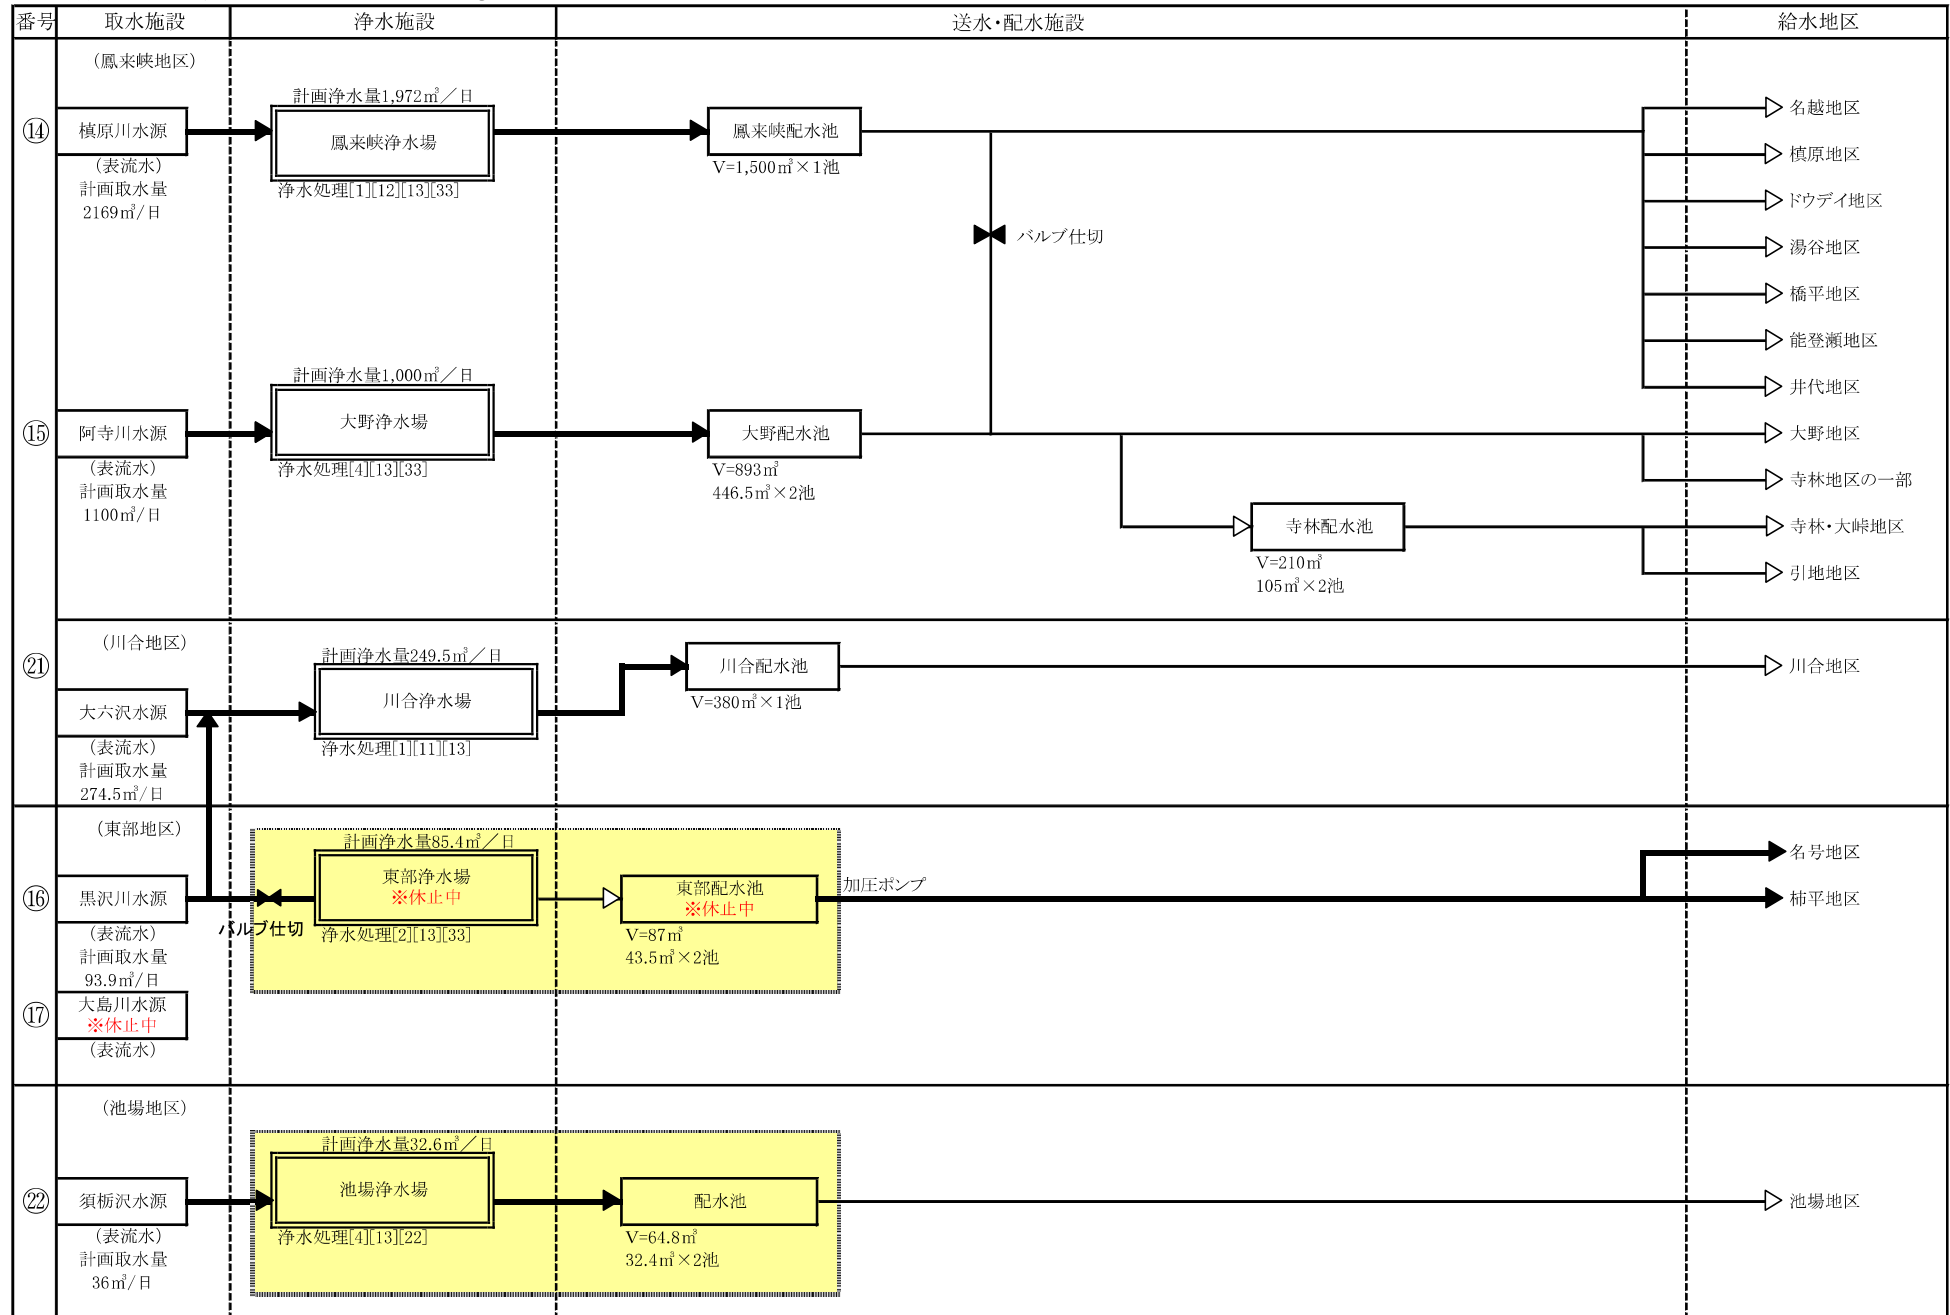 番号 取水施設 浄水施設 送水・配水施設 給水地区
（鳳来峡地区）
⑭
槙原川水源
（表流水）
計画取水量
2169㎥/日
計画浄水量1,972㎥／日
鳳来峡浄水場
浄水処理[1][12][13][33]
鳳来峡配水池
V=1,500㎥×1池
バルブ仕切
名越地区
槙原地区
ドウデイ地区
湯谷地区
橋平地区
能登瀬地区
井代地区
⑮
阿寺川水源
（表流水）
計画取水量
1100㎥/日
計画浄水量1,000㎥／日
大野浄水場
浄水処理[4][13][33]
大野配水池
V=893㎥
446.5㎥×2池
寺林配水池
V=210㎥
105㎥×2池
大野地区
寺林地区の一部
寺林・大峠地区
引地地区
（川合地区）
㉑
大六沢水源
（表流水）
計画取水量
274.5㎥/日
計画浄水量249.5㎥／日
川合浄水場
浄水処理[1][11][13]
川合配水池
V=380㎥×1池
川合地区
（東部地区）
⑯
黒沢川水源
（表流水）
計画取水量
93.9㎥/日
バルブ仕切
計画浄水量85.4㎥／日
東部浄水場
※休止中
浄水処理[2][13][33]
東部配水池
※休止中
V=87㎥
43.5㎥×2池
加圧ポンプ
名号地区
柿平地区
⑰
大島川水源
※休止中
（表流水）
（池場地区）
㉒
須栃沢水源
（表流水）
計画取水量
36㎥/日
計画浄水量32.6㎥／日
池場浄水場
浄水処理[4][13][22]
配水池
V=64.8㎥
32.4㎥×2池
池場地区